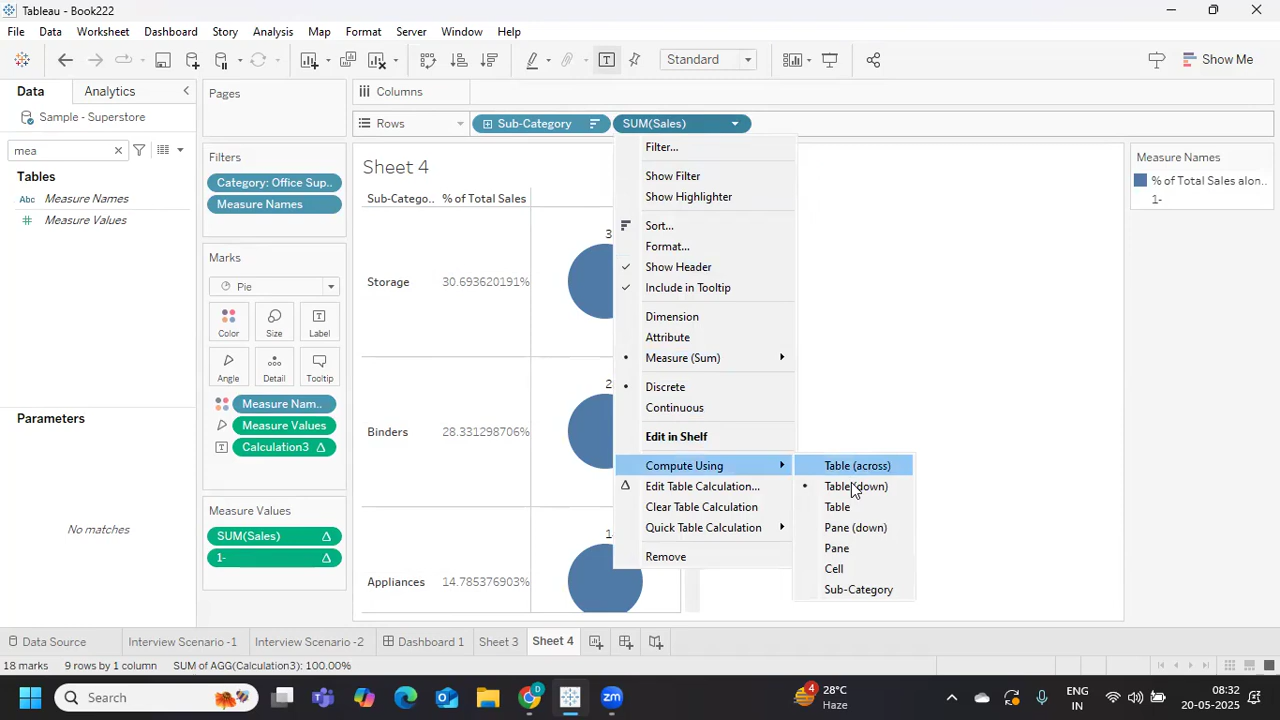 Tableau - Book222
File Data Worksheet Dashboard Story Analysis Map Format Server Window Help
Standard
Show Me
Data Analytics
Sample - Superstore
mea
Tables
Abc Measure Names
# Measure Values
Parameters
No matches
Pages
Filters
Category: Office Sup..
Measure Names
Marks
Pie
Color Size Label
Angle Detail Tooltip
Measure Nam..
Measure Values
Calculation3
Measure Values
SUM(Sales)
1-
Columns
Rows Sub-Category SUM(Sales)
Sheet 4
Sub-Catego.. % of Total Sales
Storage 30.693620191%
Binders 28.331298706%
Appliances 14.785376903%
Filter...
Show Filter
Show Highlighter
Sort...
Format...
Show Header
Include in Tooltip
Dimension
Attribute
Measure (Sum)
Discrete
Continuous
Edit in Shelf
Compute Using
Edit Table Calculation...
Clear Table Calculation
Quick Table Calculation
Remove
Table (across)
Table (down)
Table
Pane (down)
Pane
Cell
Sub-Category
Measure Names
% of Total Sales alon..
1-
Data Source Interview Scenario -1 Interview Scenario -2 Dashboard 1 Sheet 3 Sheet 4
18 marks 9 rows by 1 column SUM of AGG(Calculation3): 100.00%
Search
4
28°C
Haze
ENG
IN
08:32
20-05-2025